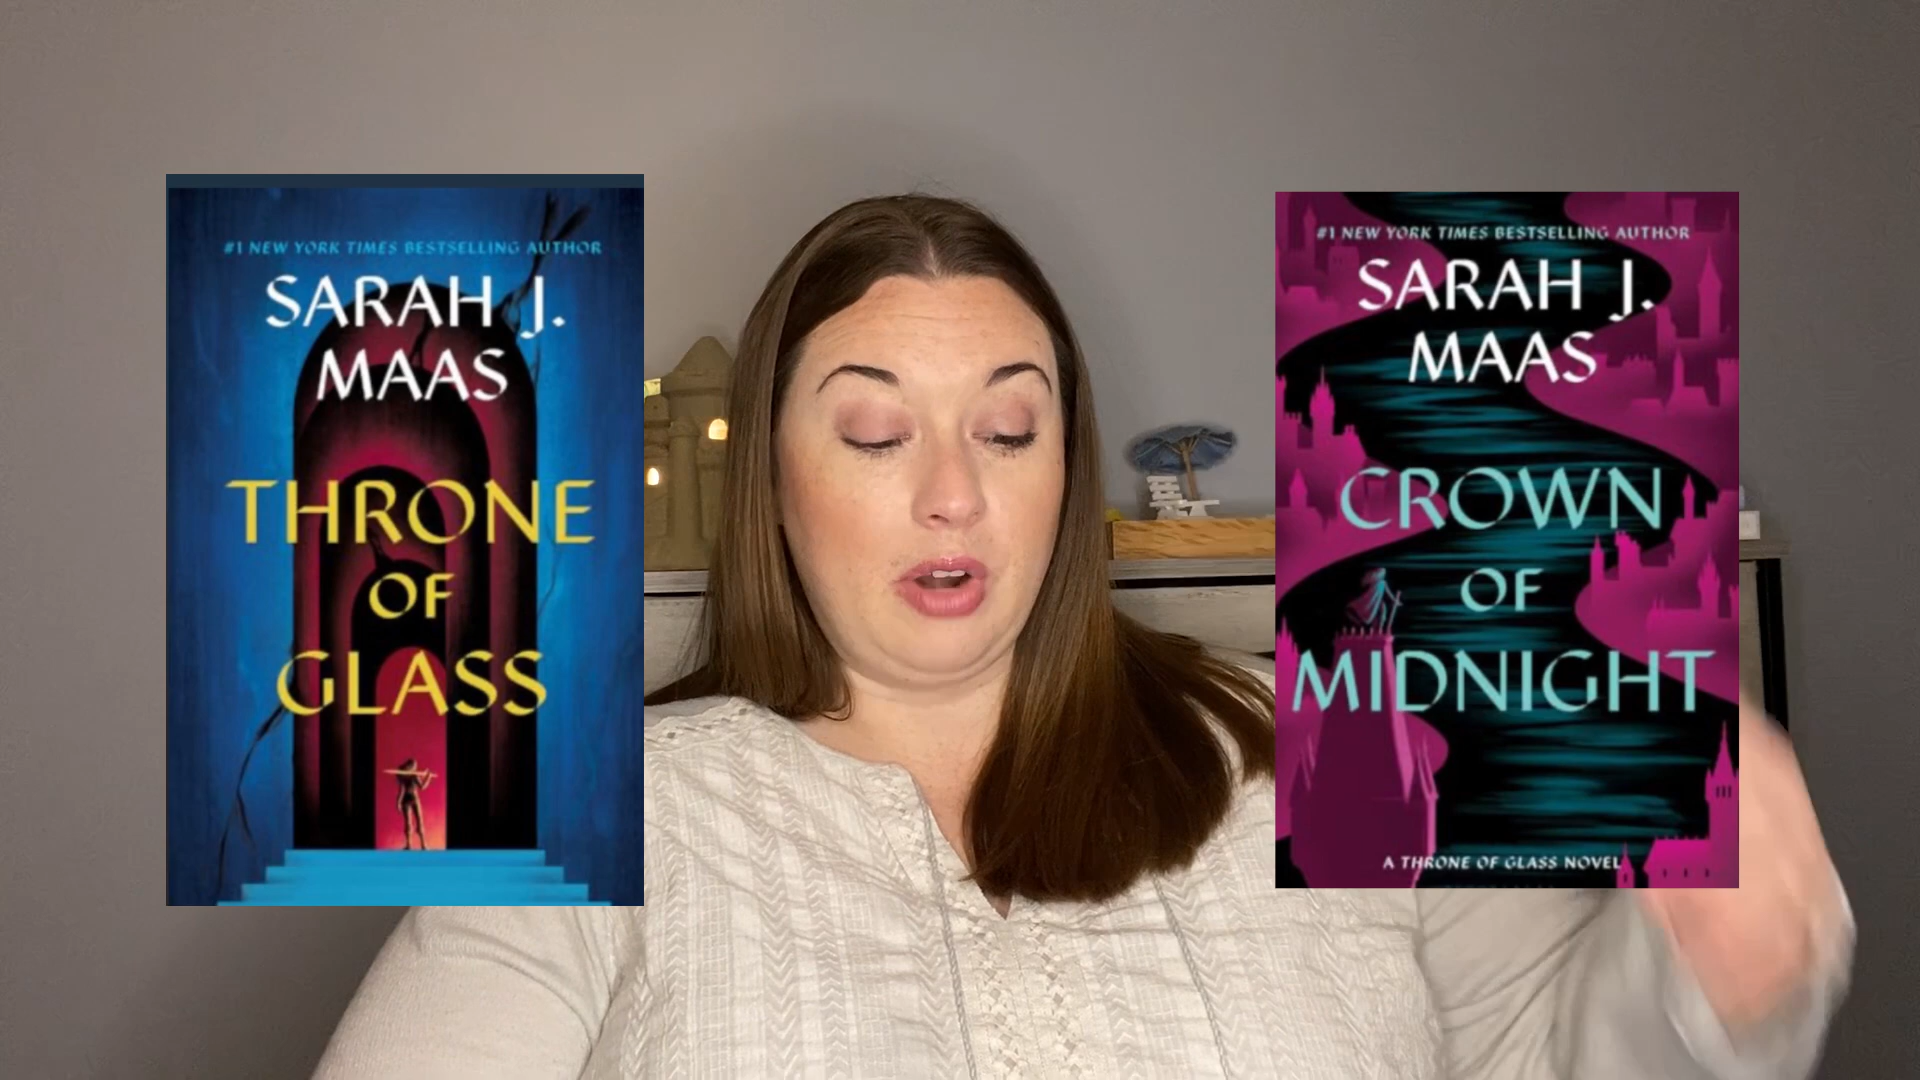 #1 NEW YORK TIMES BESTSELLING AUTHOR
SARAH J.
MAAS
THRONE
OF
GLASS
#1 NEW YORK TIMES BESTSELLING AUTHOR
SARAH J.
MAAS
CROWN
OF
MIDNIGHT
A THRONE OF GLASS NOVEL